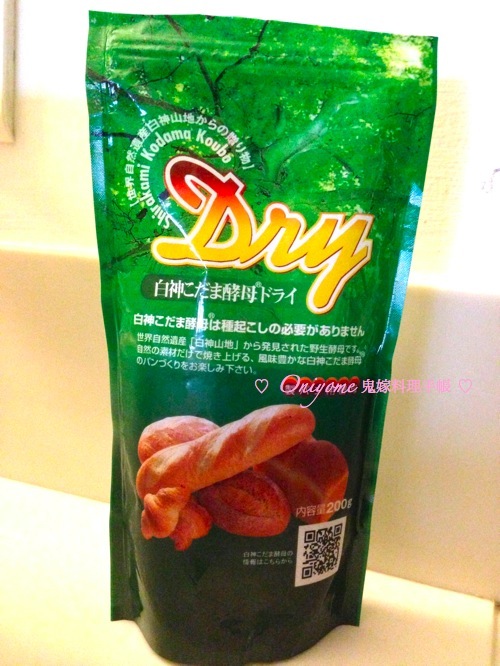 「世界自然遺産白神山地からの贈り物」
Shirakami Kodama Koubo
Dry
白神こだま酵母®ドライ
白神こだま酵母®は種起こしの必要がありません
世界自然遺産「白神山地」から発見された野生酵母です。
自然の素材だけで焼き上げる、風味豊かな白神こだま酵母
のパンづくりをお楽しみ下さい。
♡ Oniyome 鬼嫁料理手帳 ♡
内容量200g
白神こだま酵母の
情報はこちらから